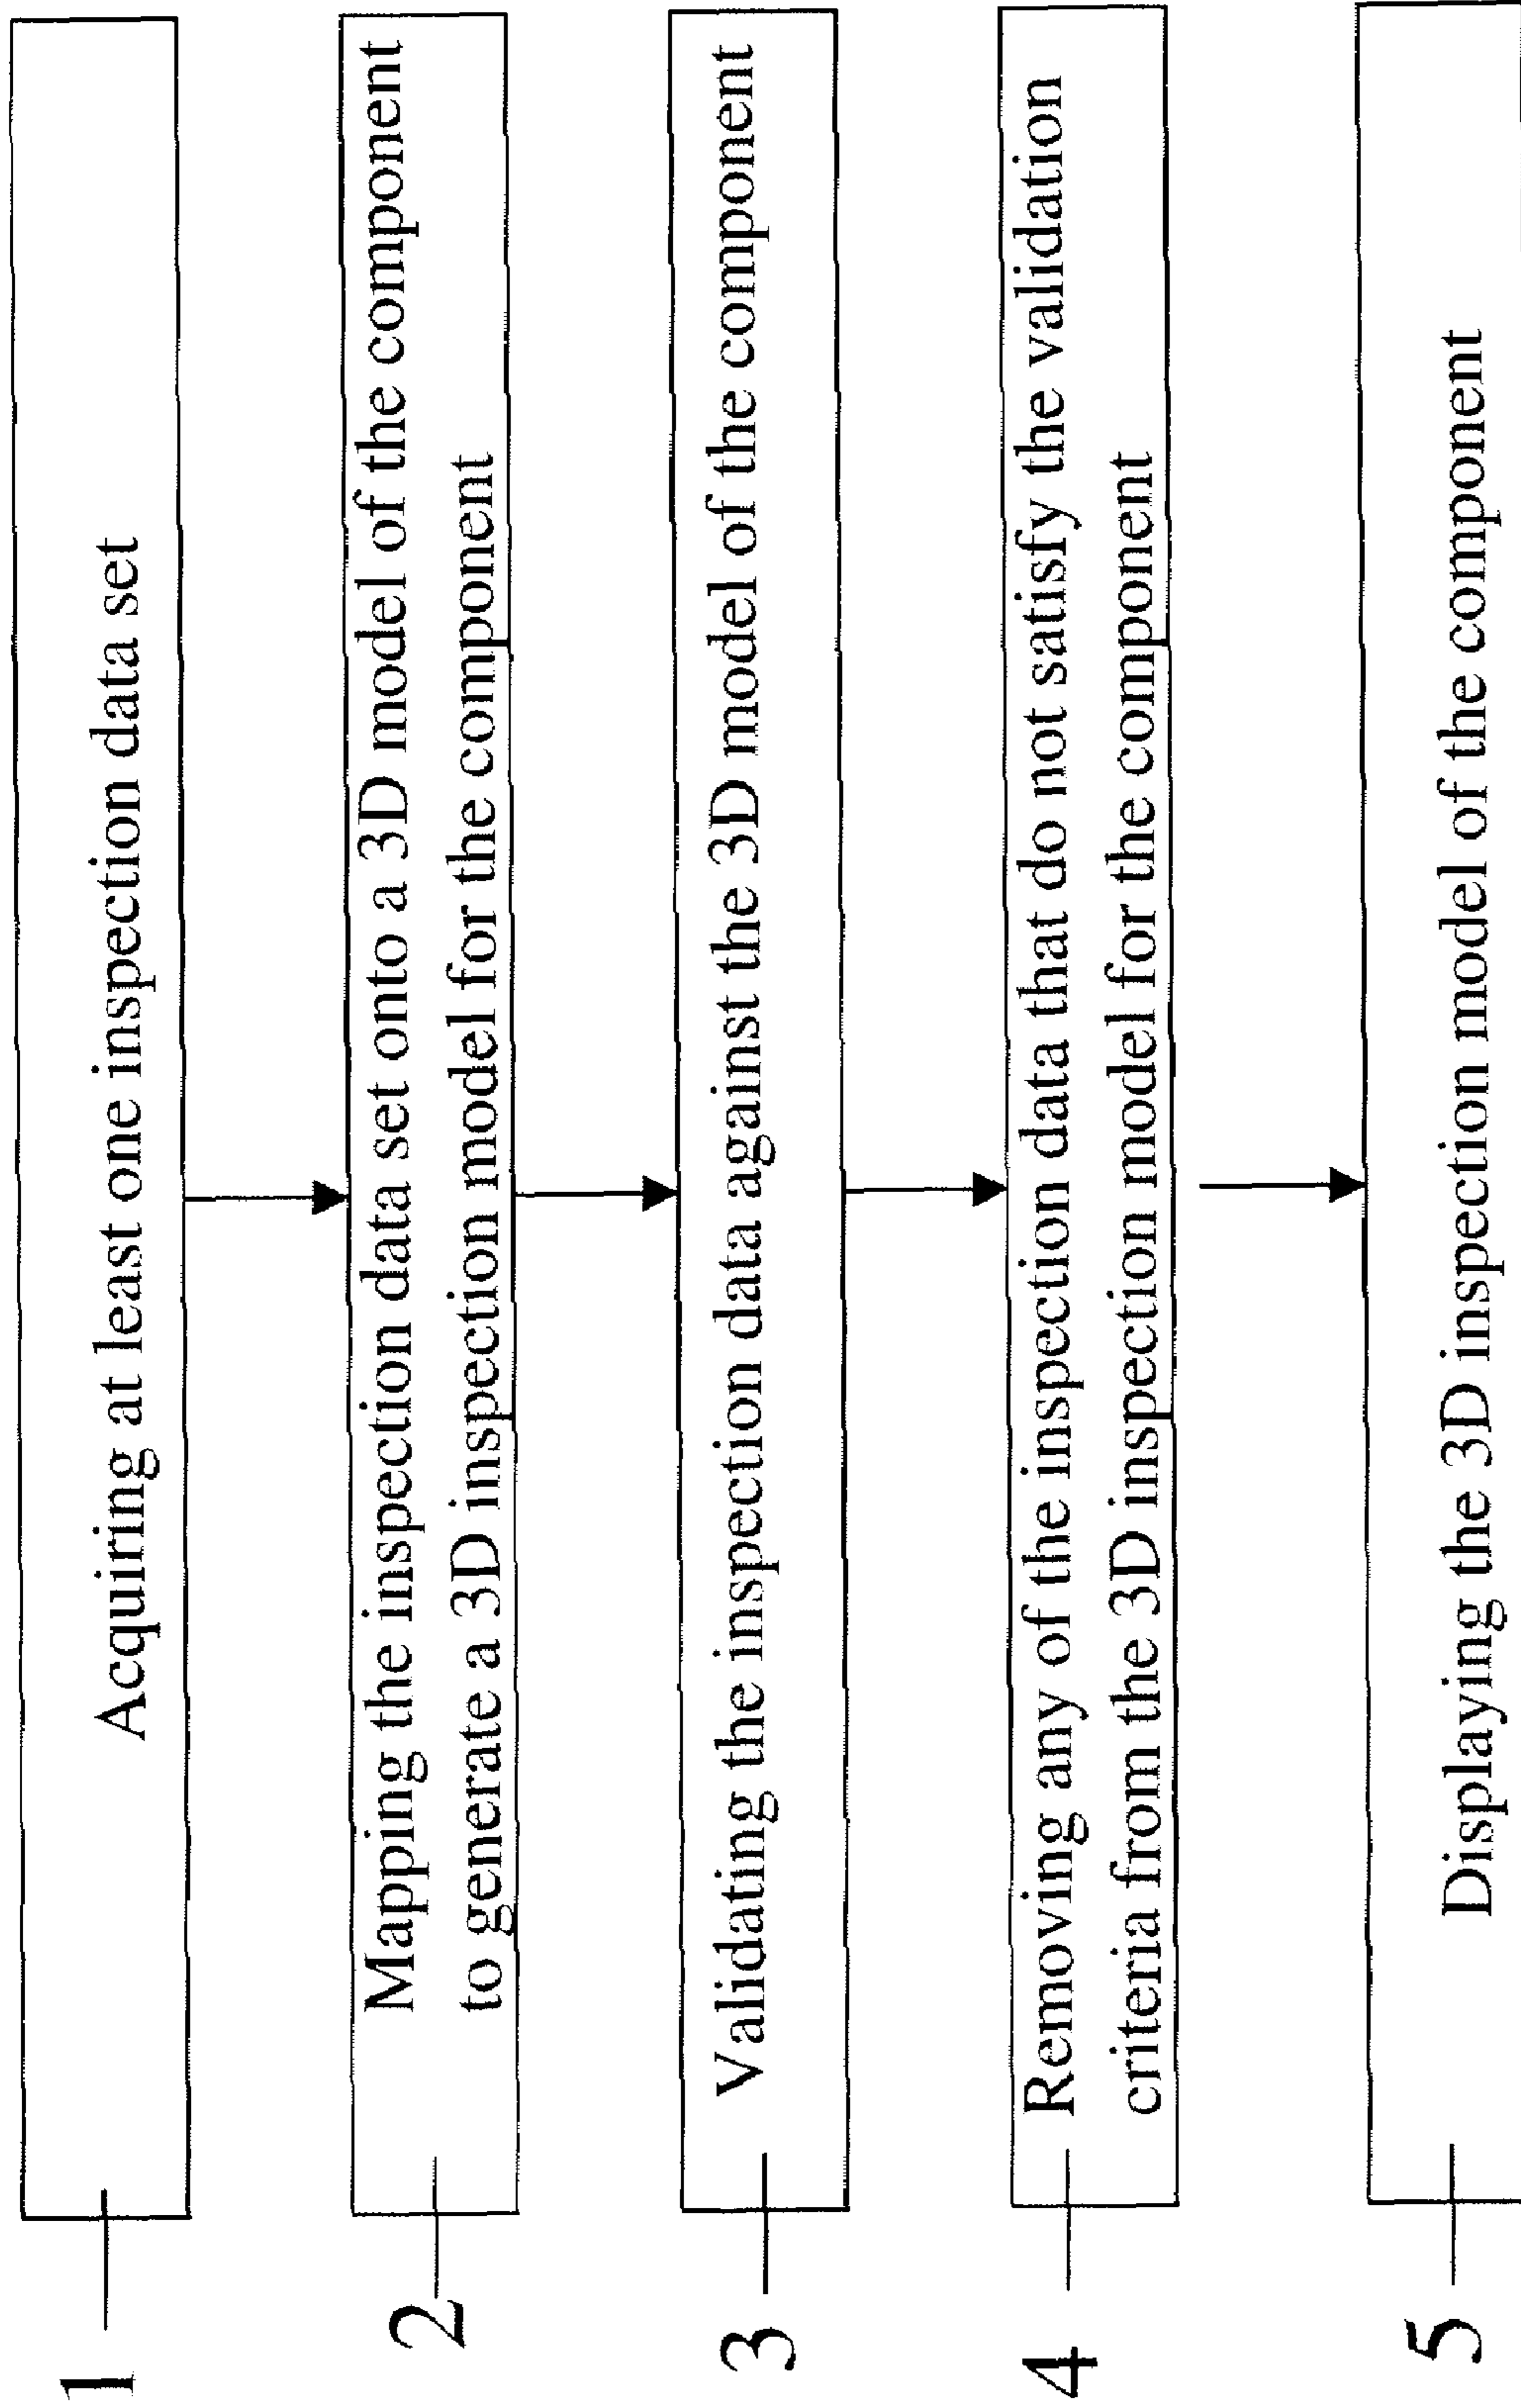 1
Acquiring at least one inspection data set
2
Mapping the inspection data set onto a 3D model of the component
to generate a 3D inspection model for the component
3
Validating the inspection data against the 3D model of the component
4
Removing any of the inspection data that do not satisfy the validation
criteria from the 3D inspection model for the component
5
Displaying the 3D inspection model of the component